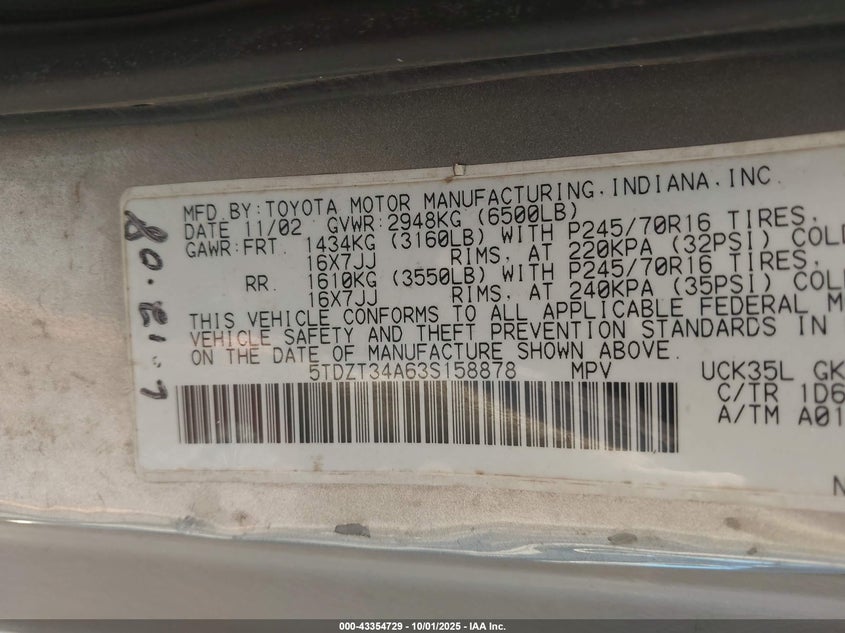 MFD. BY: TOYOTA MOTOR MANUFACTURING, INDIANA, INC.
DATE 11/02 GVWR: 2948KG (6500LB)
GAWR: FRT. 1434KG (3160LB) WITH P245/70R16 TIRES,
16X7JJ RIMS, AT 220KPA (32PSI) COLD
RR. 1610KG (3550LB) WITH P245/70R16 TIRES,
16X7JJ RIMS, AT 240KPA (35PSI) COLD
THIS VEHICLE CONFORMS TO ALL APPLICABLE FEDERAL M
VEHICLE SAFETY AND THEFT PREVENTION STANDARDS IN
ON THE DATE OF MANUFACTURE SHOWN ABOVE.
5TDZT34A63S158878 MPV UCK35L GK
C/TR 1D6
A/TM A01
N
000-43354729 - 10/01/2025 - IAA Inc.